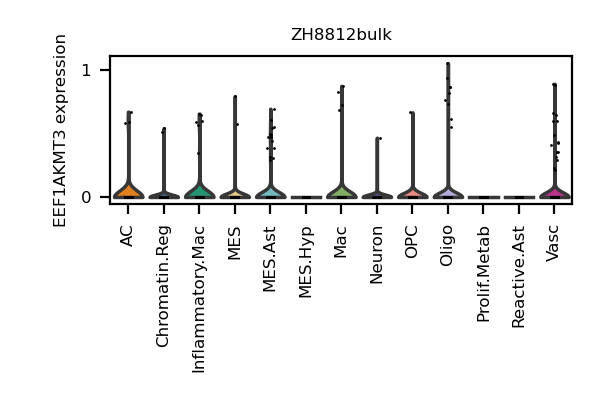 ZH8812bulk
EEF1AKMT3 expression
1
0
AC
Chromatin.Reg
Inflammatory.Mac
MES
MES.Ast
MES.Hyp
Mac
Neuron
OPC
Oligo
Prolif.Metab
Reactive.Ast
Vasc